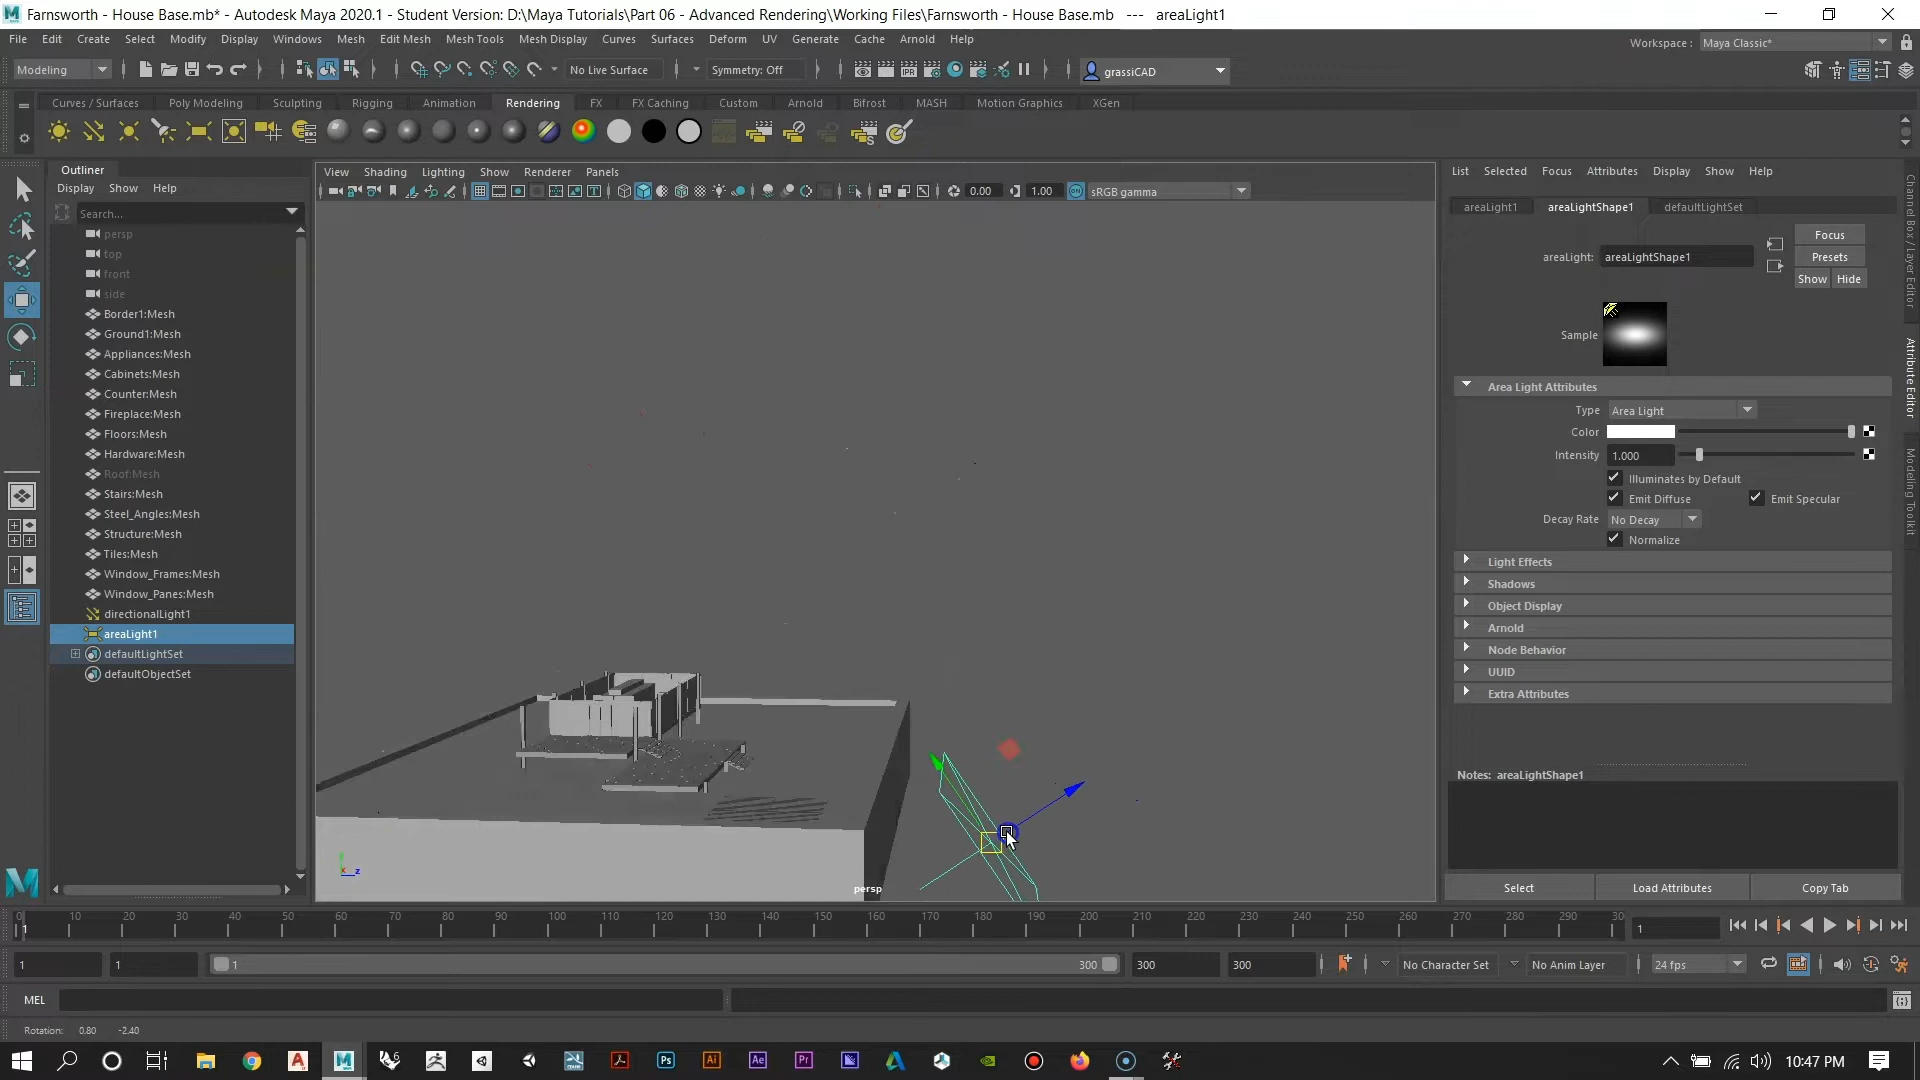 Farnsworth - House Base.mb* - Autodesk Maya 2020.1 - Student Version: D:\Maya Tutorials\Part 06 - Advanced Rendering\Working Files\Farnsworth - House Base.mb --- areaLight1
File Edit Create Select Modify Display Windows Mesh Edit Mesh Mesh Tools Mesh Display Curves Surfaces Deform UV Generate Cache Arnold Help
Workspace : Maya Classic*
Modeling No Live Surface Symmetry: Off grassiCAD
Curves / Surfaces Poly Modeling Sculpting Rigging Animation Rendering FX FX Caching Custom Arnold Bifrost MASH Motion Graphics XGen
Outliner
Display Show Help
Search...
persp
top
front
side
Border1:Mesh
Ground1:Mesh
Appliances:Mesh
Cabinets:Mesh
Counter:Mesh
Fireplace:Mesh
Floors:Mesh
Hardware:Mesh
Roof:Mesh
Stairs:Mesh
Steel_Angles:Mesh
Structure:Mesh
Tiles:Mesh
Window_Frames:Mesh
Window_Panes:Mesh
directionalLight1
areaLight1
defaultLightSet
defaultObjectSet
View Shading Lighting Show Renderer Panels
0.00 1.00 ON sRGB gamma
persp
x z
List Selected Focus Attributes Display Show Help
areaLight1 areaLightShape1 defaultLightSet
areaLight: areaLightShape1
Focus
Presets
Show Hide
Sample
Area Light Attributes
Type Area Light
Color
Intensity 1.000
Illuminates by Default
Emit Diffuse Emit Specular
Decay Rate No Decay
Normalize
Light Effects
Shadows
Object Display
Arnold
Node Behavior
UUID
Extra Attributes
Notes: areaLightShape1
Select Load Attributes Copy Tab
Channel Box / Layer Editor
Attribute Editor
Modeling Toolkit
0 10 20 30 40 50 60 70 80 90 100 110 120 130 140 150 160 170 180 190 200 210 220 230 240 250 260 270 280 290 30
1
1
1 1 1 300 300 300 No Character Set No Anim Layer 24 fps
MEL
Rotation: 0.80 -2.40
10:47 PM